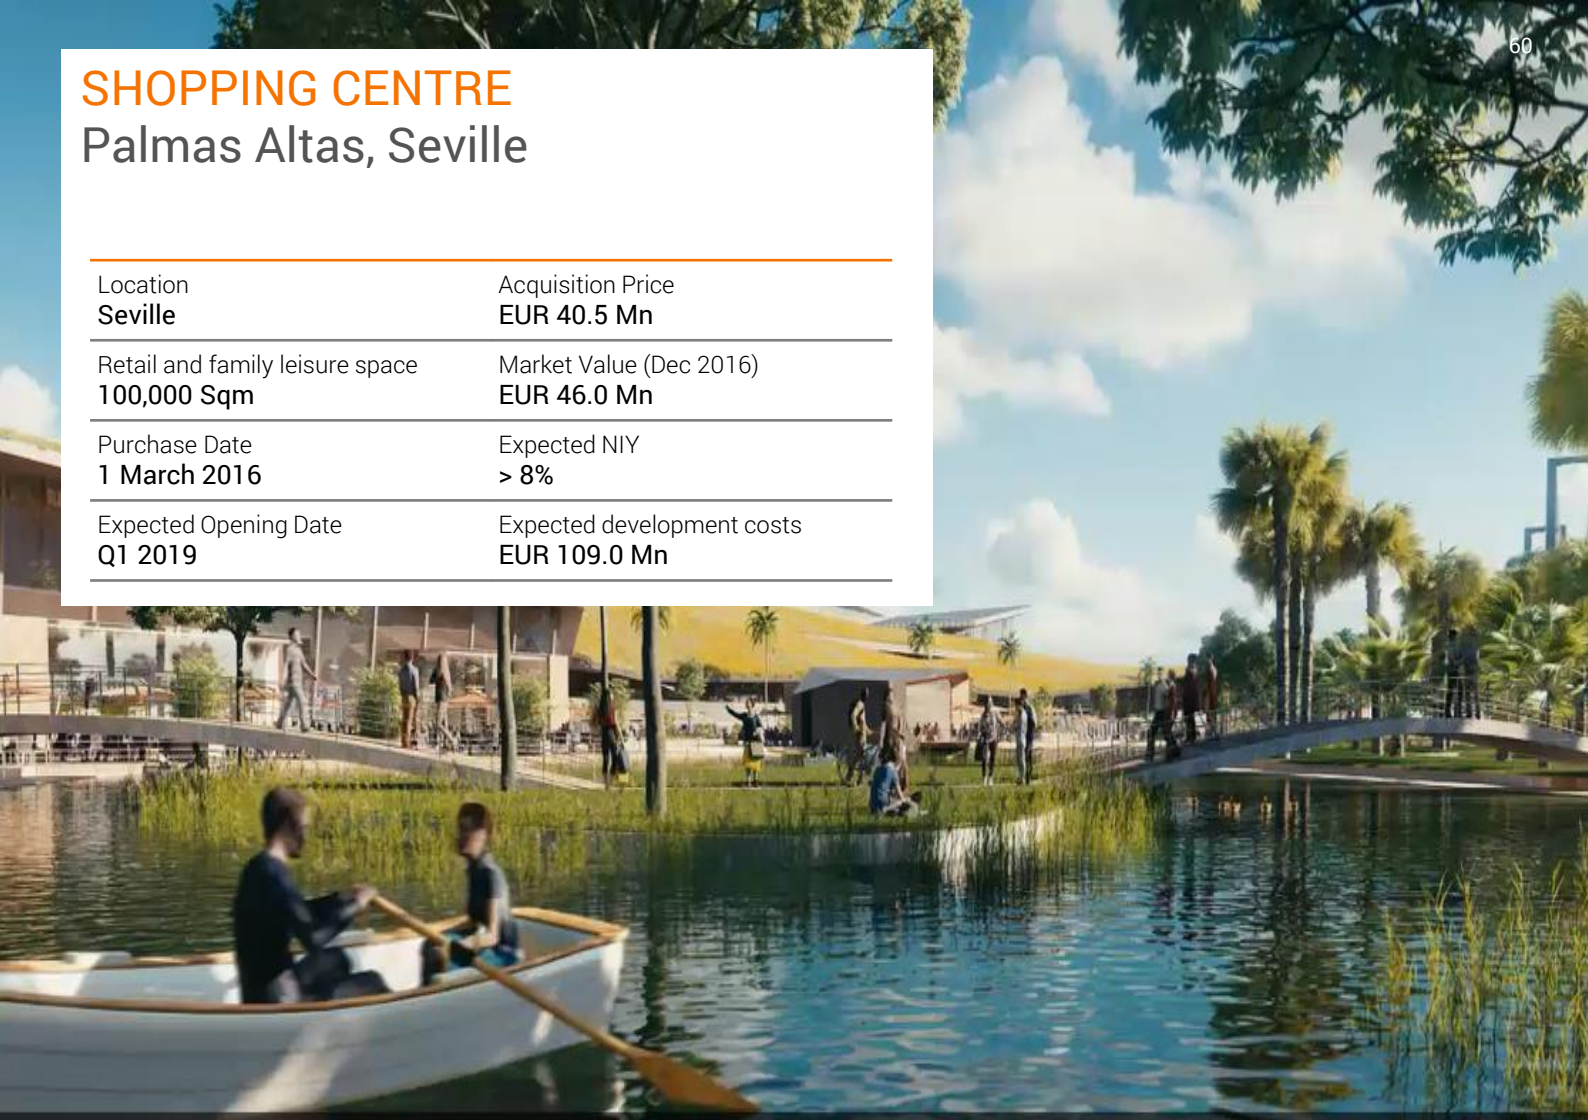 60
SHOPPING CENTRE
Palmas Altas, Seville
Location
Seville
Acquisition Price
EUR 40.5 Mn
Retail and family leisure space
100,000 Sqm
Market Value (Dec 2016)
EUR 46.0 Mn
Purchase Date
1 March 2016
Expected NIY
> 8%
Expected Opening Date
Q1 2019
Expected development costs
EUR 109.0 Mn